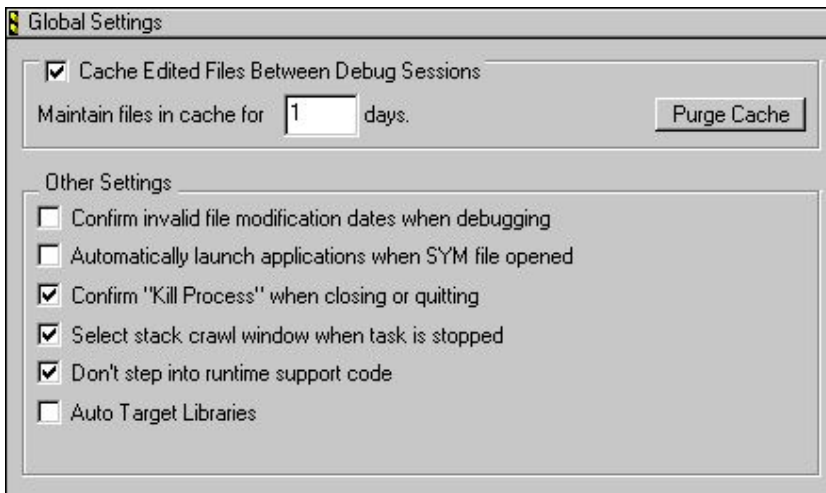 Global Settings
Cache Edited Files Between Debug Sessions
Maintain files in cache for 1 days. Purge Cache
Other Settings
Confirm invalid file modification dates when debugging
Automatically launch applications when SYM file opened
Confirm "Kill Process" when closing or quitting
Select stack crawl window when task is stopped
Don't step into runtime support code
Auto Target Libraries